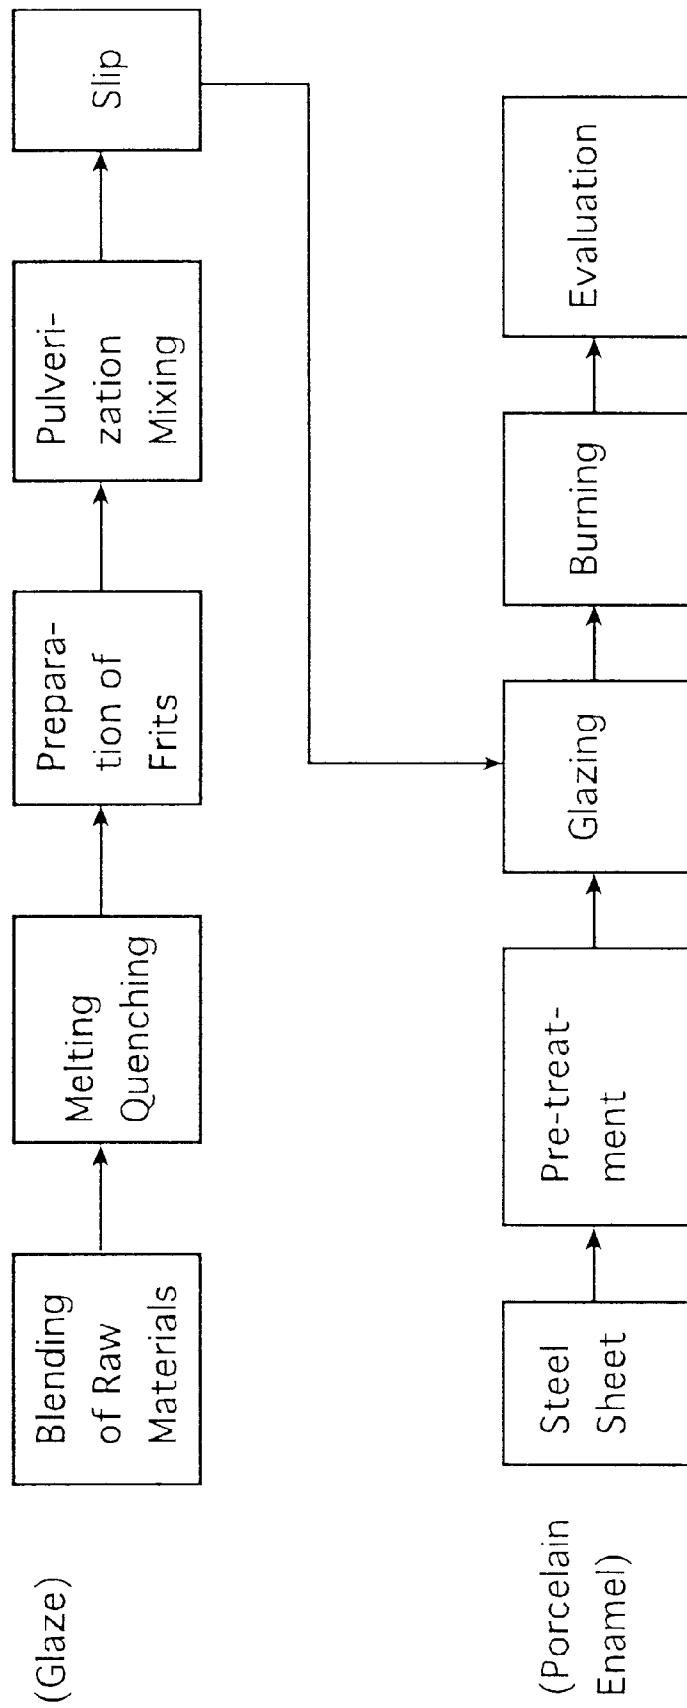 (Glaze)
Blending
of Raw
Materials
Melting
Quenching
Prepara-
tion of
Frits
Pulveri-
zation
Mixing
Slip
(Porcelain
Enamel)
Steel
Sheet
Pre-treat-
ment
Glazing
Burning
Evaluation